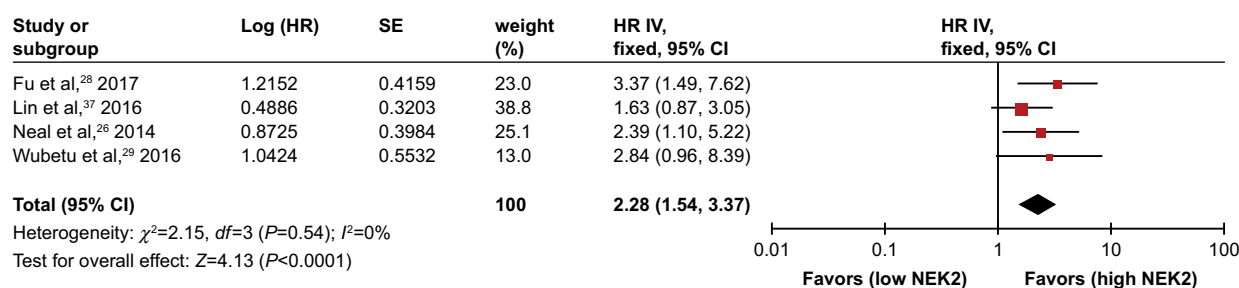 Study or subgroup Log (HR) SE weight (%) HR IV, fixed, 95% CI HR IV, fixed, 95% CI
Fu et al,28 2017 1.2152 0.4159 23.0 3.37 (1.49, 7.62)
Lin et al,37 2016 0.4886 0.3203 38.8 1.63 (0.87, 3.05)
Neal et al,26 2014 0.8725 0.3984 25.1 2.39 (1.10, 5.22)
Wubetu et al,29 2016 1.0424 0.5532 13.0 2.84 (0.96, 8.39)
Total (95% CI) 100 2.28 (1.54, 3.37)
Heterogeneity: χ²=2.15, df=3 (P=0.54); I²=0%
Test for overall effect: Z=4.13 (P<0.0001)
0.01 0.1 1 10 100
Favors (low NEK2) Favors (high NEK2)